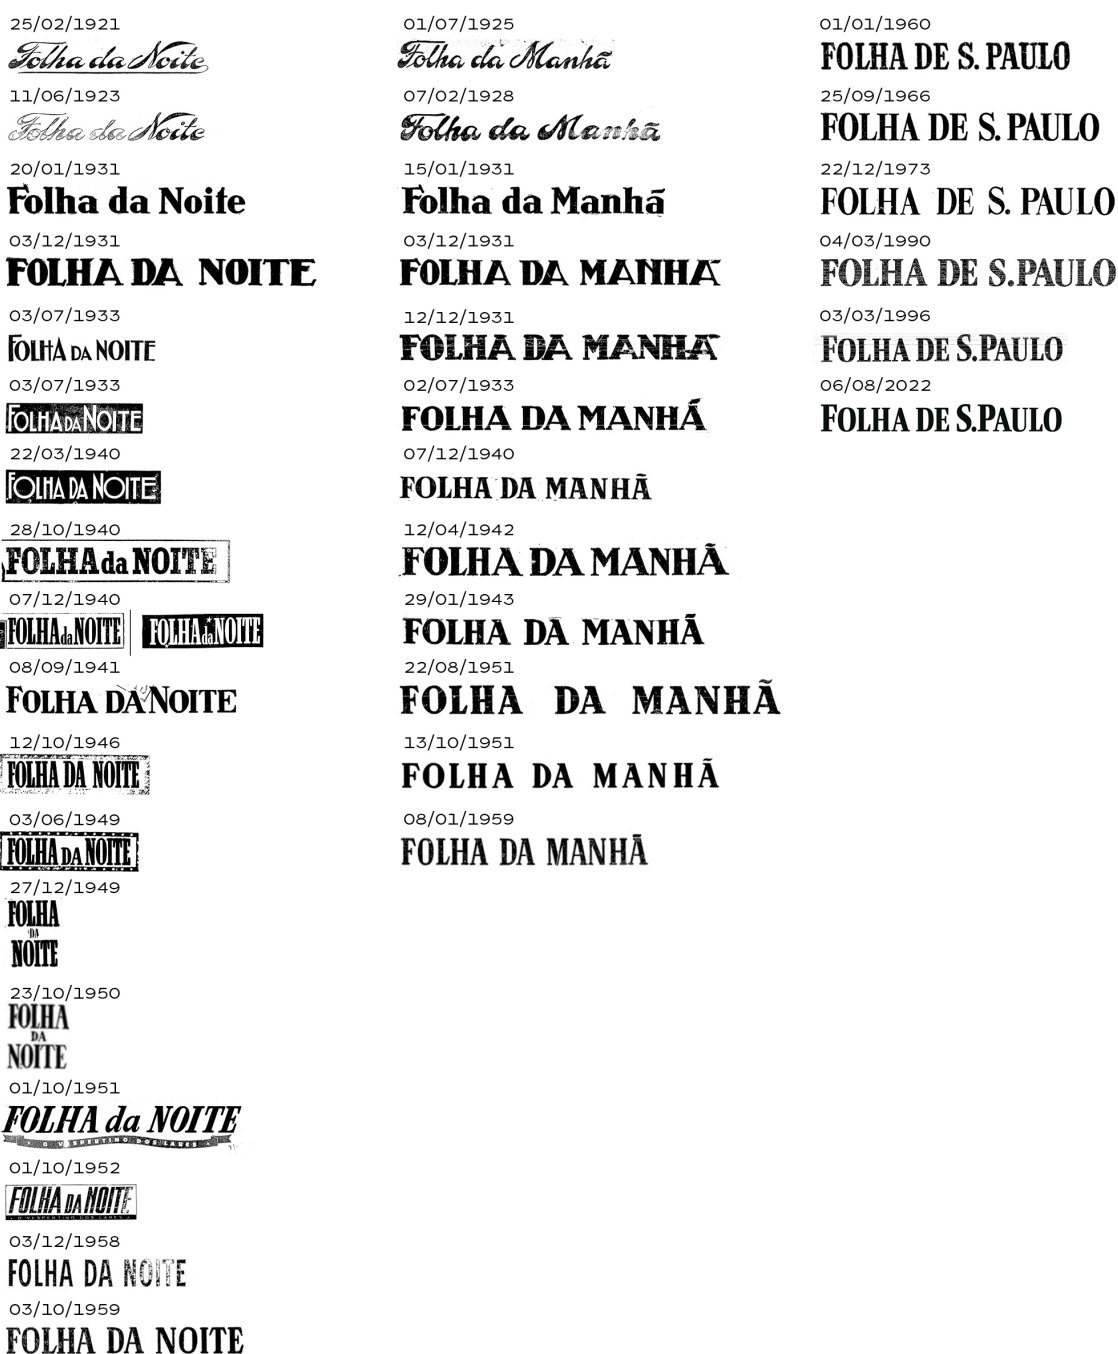 25/02/1921
Folha da Noite
11/06/1923
Folha da Noite
20/01/1931
Folha da Noite
03/12/1931
FOLHA DA NOITE
03/07/1933
FOLHA DA NOITE
03/07/1933
FOLHA DA NOITE
22/03/1940
FOLHA DA NOITE
28/10/1940
FOLHA da NOITE
07/12/1940
FOLHA da NOITE FOLHA da NOITE
08/09/1941
FOLHA DA NOITE
12/10/1946
FOLHA DA NOITE
03/06/1949
FOLHA DA NOITE
27/12/1949
FOLHA
DA
NOITE
23/10/1950
FOLHA
DA
NOITE
01/10/1951
FOLHA da NOITE
O VESPERTINO DOS LARES
01/10/1952
FOLHA DA NOITE
O VESPERTINO DOS LARES
03/12/1958
FOLHA DA NOITE
03/10/1959
FOLHA DA NOITE
01/07/1925
Folha da Manhã
07/02/1928
Folha da Manhã
15/01/1931
Folha da Manhã
03/12/1931
FOLHA DA MANHÃ
12/12/1931
FOLHA DA MANHÃ
02/07/1933
FOLHA DA MANHÃ
07/12/1940
FOLHA DA MANHÃ
12/04/1942
FOLHA DA MANHÃ
29/01/1943
FOLHA DA MANHÃ
22/08/1951
FOLHA DA MANHÃ
13/10/1951
FOLHA DA MANHÃ
08/01/1959
FOLHA DA MANHÃ
01/01/1960
FOLHA DE S. PAULO
25/09/1966
FOLHA DE S. PAULO
22/12/1973
FOLHA DE S. PAULO
04/03/1990
FOLHA DE S.PAULO
03/03/1996
FOLHA DE S.PAULO
06/08/2022
FOLHA DE S.PAULO